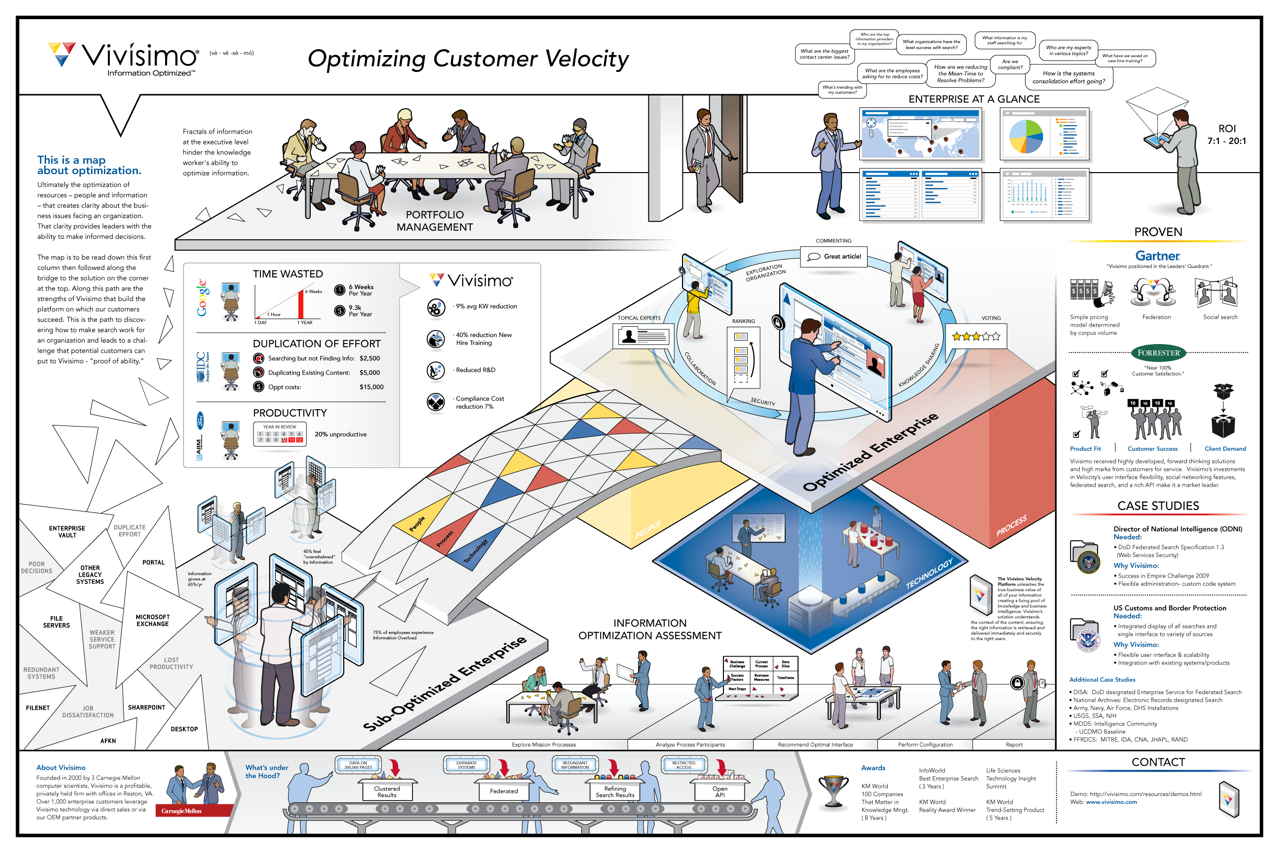 Vivísimo® (vē - vē -sē - mō)
Information Optimized™
Optimizing Customer Velocity
Who are the top
information providers
in my organization?
What organizations have the
least success with search?
What information is my
staff searching for
What are the biggest
contact center issues?
Who are my experts
in various topics?
What have we saved on
new hire training?
What are the employees
asking for to reduce costs?
How are we reducing
the Mean-Time to
Resolve Problems?
Are we
compliant?
How is the systems
consolidation effort going?
What's trending with
my customers?
ENTERPRISE AT A GLANCE
ROI
7:1 - 20:1
This is a map
about optimization.
Ultimately the optimization of
resources – people and information
– that creates clarity about the busi-
ness issues facing an organization.
That clarity provides leaders with the
ability to make informed decisions.
The map is to be read down this first
column then followed along the
bridge to the solution on the corner
at the top. Along this path are the
strengths of Vivisimo that build the
platform on which our customers
succeed. This is the path to discov-
ering how to make search work for
an organization and leads to a chal-
lenge that potential customers can
put to Vivisimo - "proof of ability."
Fractals of information
at the executive level
hinder the knowledge
worker's ability to
optimize information.
PORTFOLIO
MANAGEMENT
TIME WASTED
Google
6 Weeks
1 Hour
1 DAY
1 YEAR
6 Weeks
Per Year
9.3k
Per Year
DUPLICATION OF EFFORT
IDC
Searching but not Finding Info: $2,500
Duplicating Existing Content: $5,000
Oppt costs: $15,000
PRODUCTIVITY
AIIM
Ford
YEAR IN REVIEW
1 2 3 4 5 6
7 8 9 10 11 12
20% unproductive
Vivísimo®
· 9% avg KW reduction
· 40% reduction New
Hire Training
· Reduced R&D
· Compliance Cost
reduction 7%
COMMENTING
Great article!
EXPLORATION
ORGANIZATION
TOPICAL EXPERTS
RANKING
VOTING
COLLABORATION
KNOWLEDGE SHARING
SECURITY
Optimized Enterprise
PEOPLE
PROCESS
TECHNOLOGY
People
Process
Technology
45% feel
"overwhelmed"
by information
Information
grows at
65%/yr
75% of employees experience
Information Overload
Sub-Optimized Enterprise
ENTERPRISE
VAULT
DUPLICATE
EFFORT
POOR
DECISIONS
OTHER
LEGACY
SYSTEMS
PORTAL
FILE
SERVERS
WEAKER
SERVICE
SUPPORT
MICROSOFT
EXCHANGE
LOST
PRODUCTIVITY
REDUNDANT
SYSTEMS
FILENET
JOB
DISSATISFACTION
SHAREPOINT
DESKTOP
AFKN
The Vivisimo Velocity
Platform unleashes the
true business value of
all of your information
creating a living pool of
knowledge and business
intelligence. Vivisimo's
solution understands
the context of the content, ensuring
the right information is retrieved and
delivered immediately and securely
to the right users.
INFORMATION
OPTIMIZATION ASSESSMENT
Business
Challenge
Current
Process
Data
Silos
Success
Factors
Business
Measures
Timeframe
Next Steps
Explore Mission Processes
Analyze Process Participants
Recommend Optimal Interface
Perform Configuration
Report
PROVEN
Gartner
"Vivisimo positioned in the Leaders' Quadrant."
Simple pricing
model determined
by corpus volume
Federation
Social search
FORRESTER
"Near 100%
Customer Satisfaction."
10 10 10 10
Product Fit
Customer Success
Client Demand
Vivisimo received highly developed, forward thinking solutions
and high marks from customers for service. Vivisimo's investments
in Velocity's user interface flexibility, social networking features,
federated search, and a rich API make it a market leader.
CASE STUDIES
Director of National Intelligence (ODNI)
Needed:
• DoD Federated Search Specification 1.3
(Web Services Security)
Why Vivisimo:
• Success in Empire Challenge 2009
• Flexible administration- custom code system
US Customs and Border Protection
Needed:
• Integrated display of all searches and
single interface to variety of sources
Why Vivisimo:
• Flexible user interface & scalability
• Integration with existing systems/products
Additional Case Studies
• DISA: DoD designated Enterprise Service for Federated Search
• National Archives: Electronic Records designated Search
• Army, Navy, Air Force, DHS Installations
• USGS, SSA, NIH
• MDDS: Intelligence Community
- UCDMO Baseline
• FFRDCS: MITRE, IDA, CNA, JHAPL, RAND
About Vivisimo
Founded in 2000 by 3 Carnegie Mellon
computer scientists, Vivisimo is a profitable,
privately held firm with offices in Roston, VA.
Over 1,000 enterprise customers leverage
Vivisimo technology via direct sales or via
our OEM partner products.
CarnegieMellon
What's under
the Hood?
DATA ON
300,000 PAGES
Clustered
Results
DISPARATE
SYSTEMS
Federated
REDUNDANT
INFORMATION
Refining
Search Results
RESTRICTED
ACCESS
Open
API
Awards
KM World
100 Companies
That Matter in
Knowledge Mngt.
( 8 Years )
InfoWorld
Best Enterprise Search
( 3 Years )
KM World
Reality Award Winner
Life Sciences
Technology Insight
Summit
KM World
Trend-Setting Product
( 5 Years )
CONTACT
Demo: http://vivisimo.com/resources/demos.html
Web: www.vivisimo.com